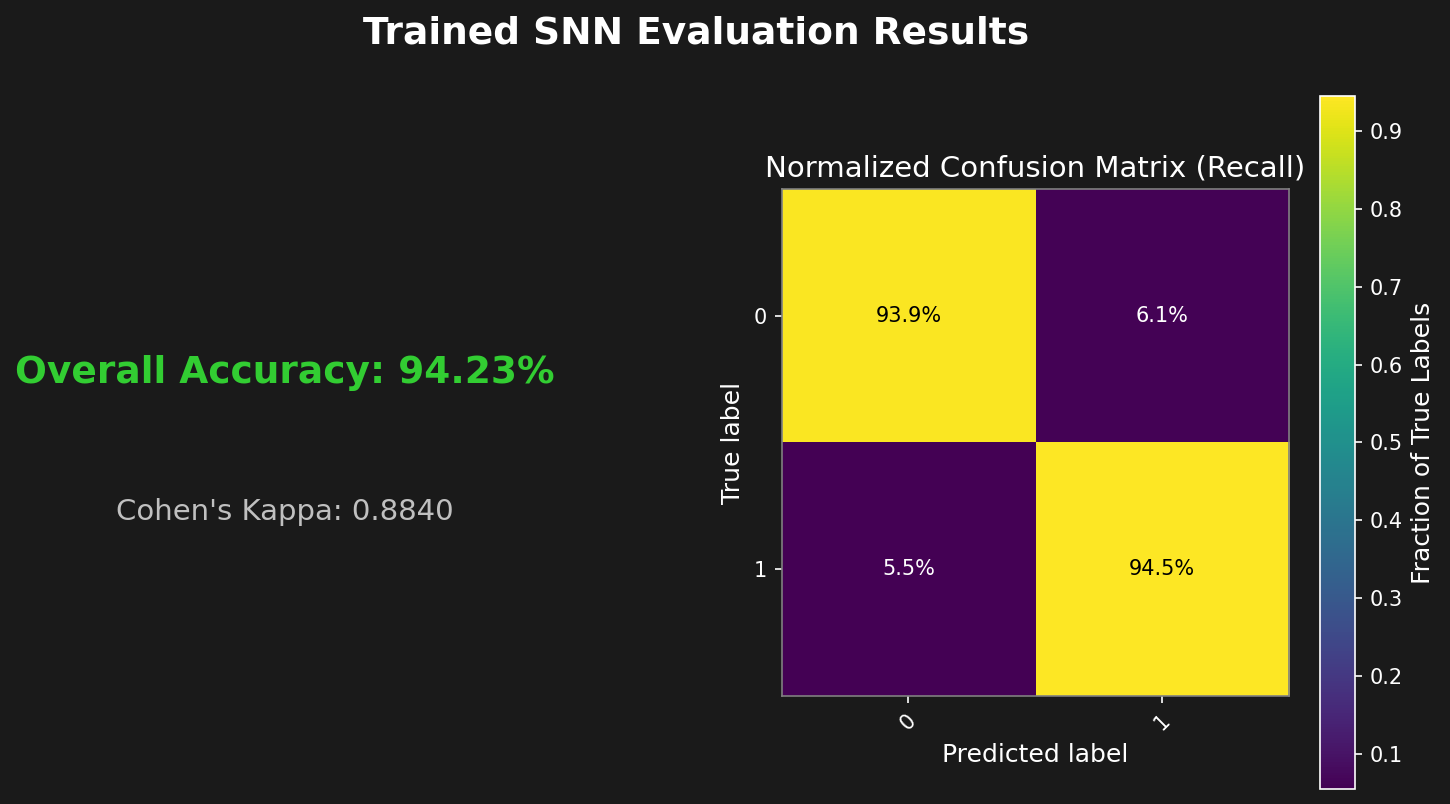 Trained SNN Evaluation Results
Overall Accuracy: 94.23%
Cohen's Kappa: 0.8840
Normalized Confusion Matrix (Recall)
True label
0
1
93.9%
6.1%
5.5%
94.5%
0
1
Predicted label
0.9
0.8
0.7
0.6
0.5
0.4
0.3
0.2
0.1
Fraction of True Labels